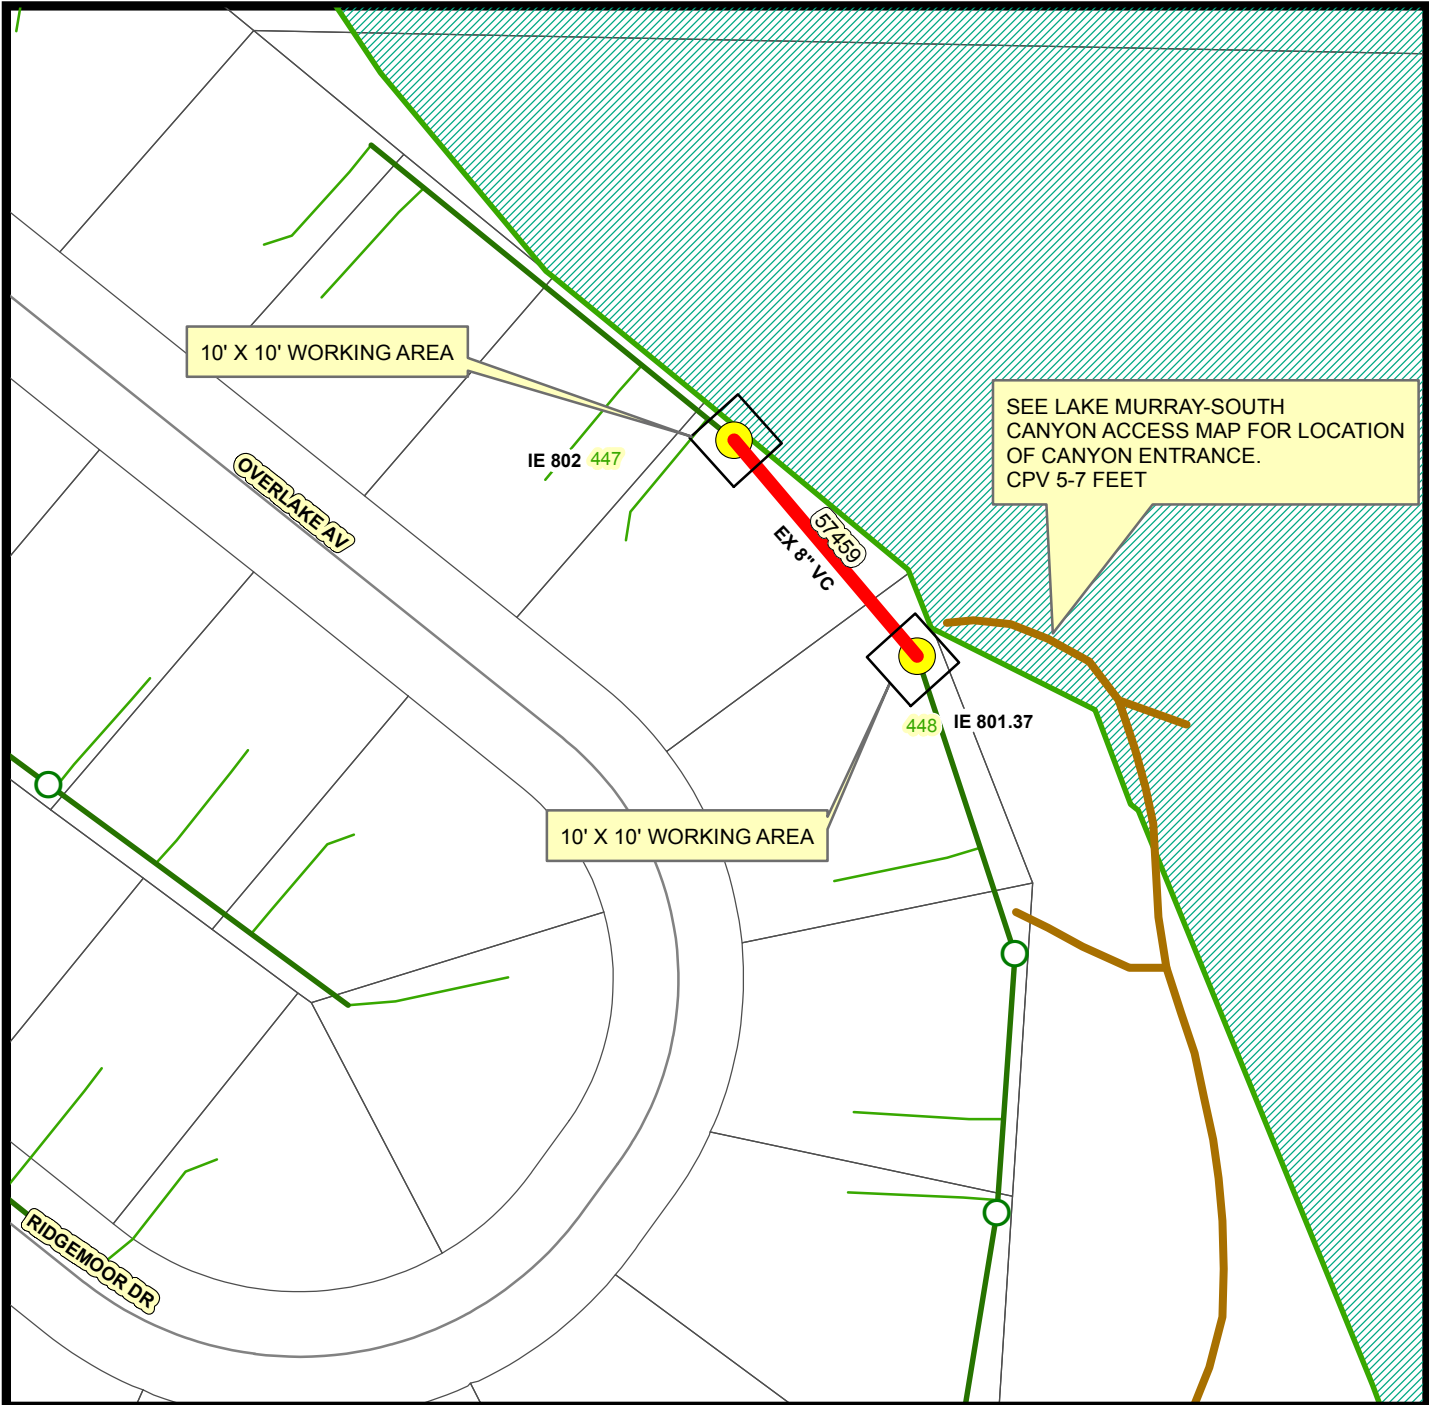 10' X 10' WORKING AREA
SEE LAKE MURRAY-SOUTH
CANYON ACCESS MAP FOR LOCATION
OF CANYON ENTRANCE.
CPV 5-7 FEET
IE 802 447
OVERLAKE AV
57459
EX 8" VC
448 IE 801.37
10' X 10' WORKING AREA
RIDGEMOOR DR